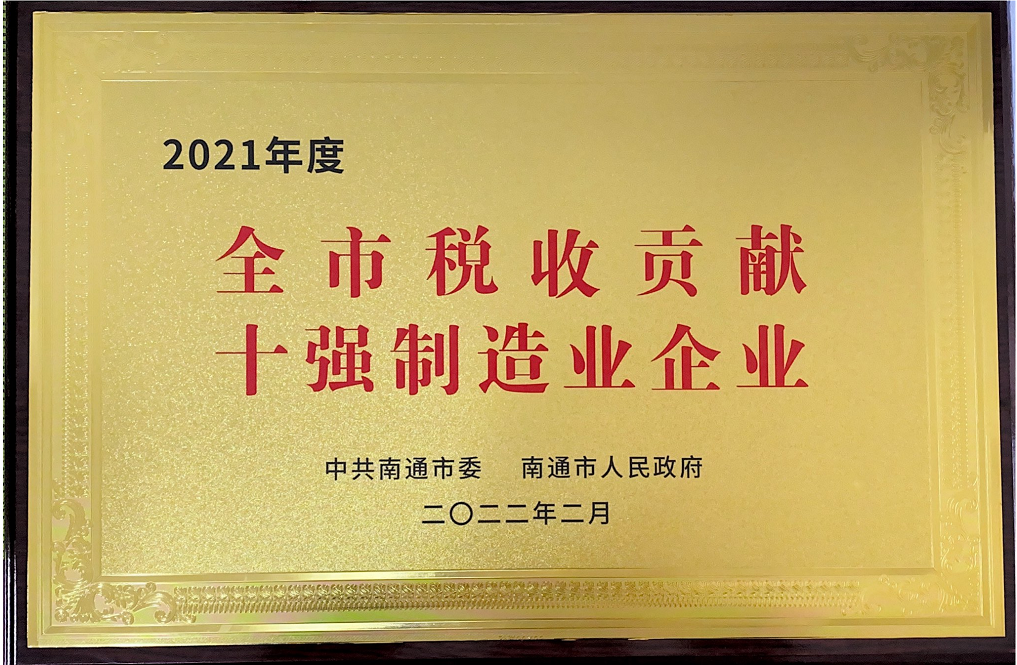 2021年度
全市税收贡献
十强制造业企业
中共南通市委 南通市人民政府
二〇二二年二月